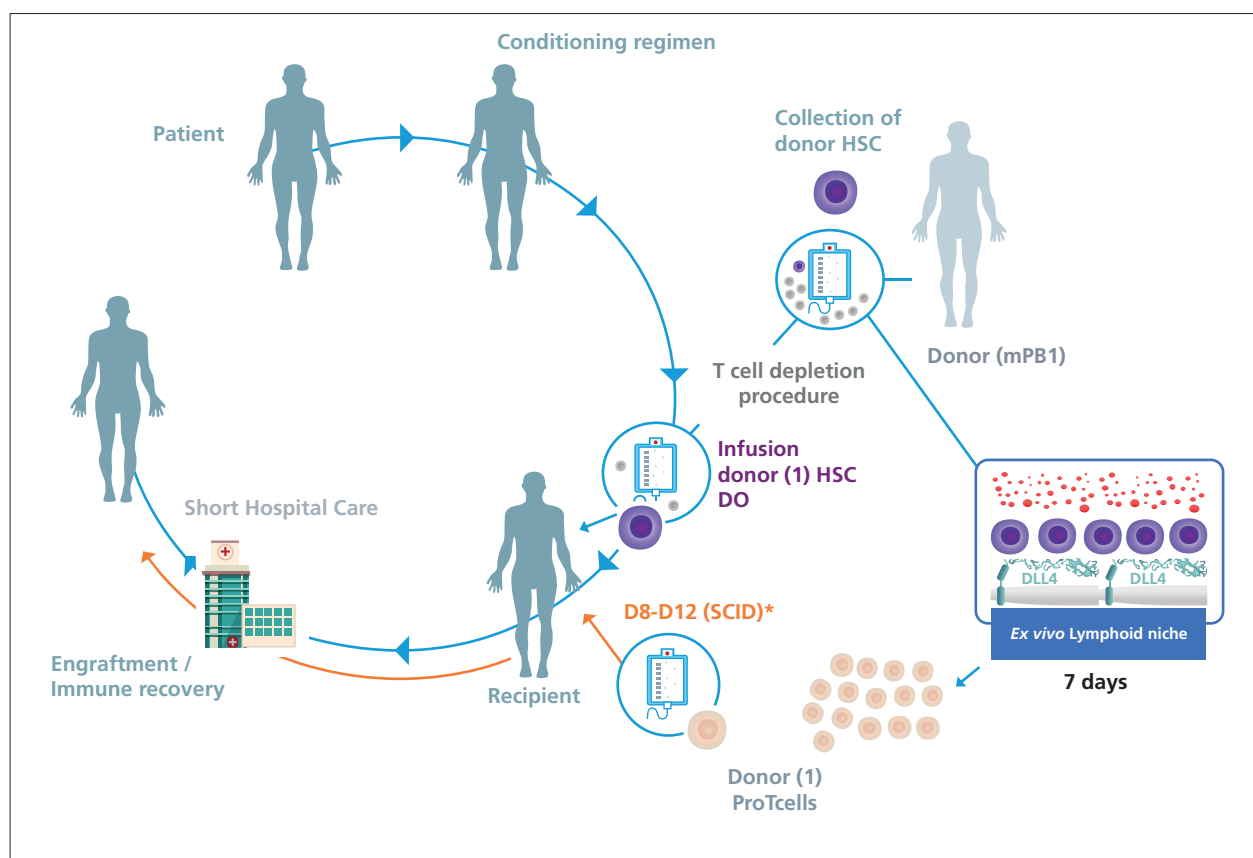 Conditioning regimen
Patient
Collection of
donor HSC
Donor (mPB1)
T cell depletion
procedure
Infusion
donor (1) HSC
DO
Short Hospital Care
DLL4
DLL4
Ex vivo Lymphoid niche
7 days
D8-D12 (SCID)*
Engraftment /
Immune recovery
Recipient
Donor (1)
ProTcells